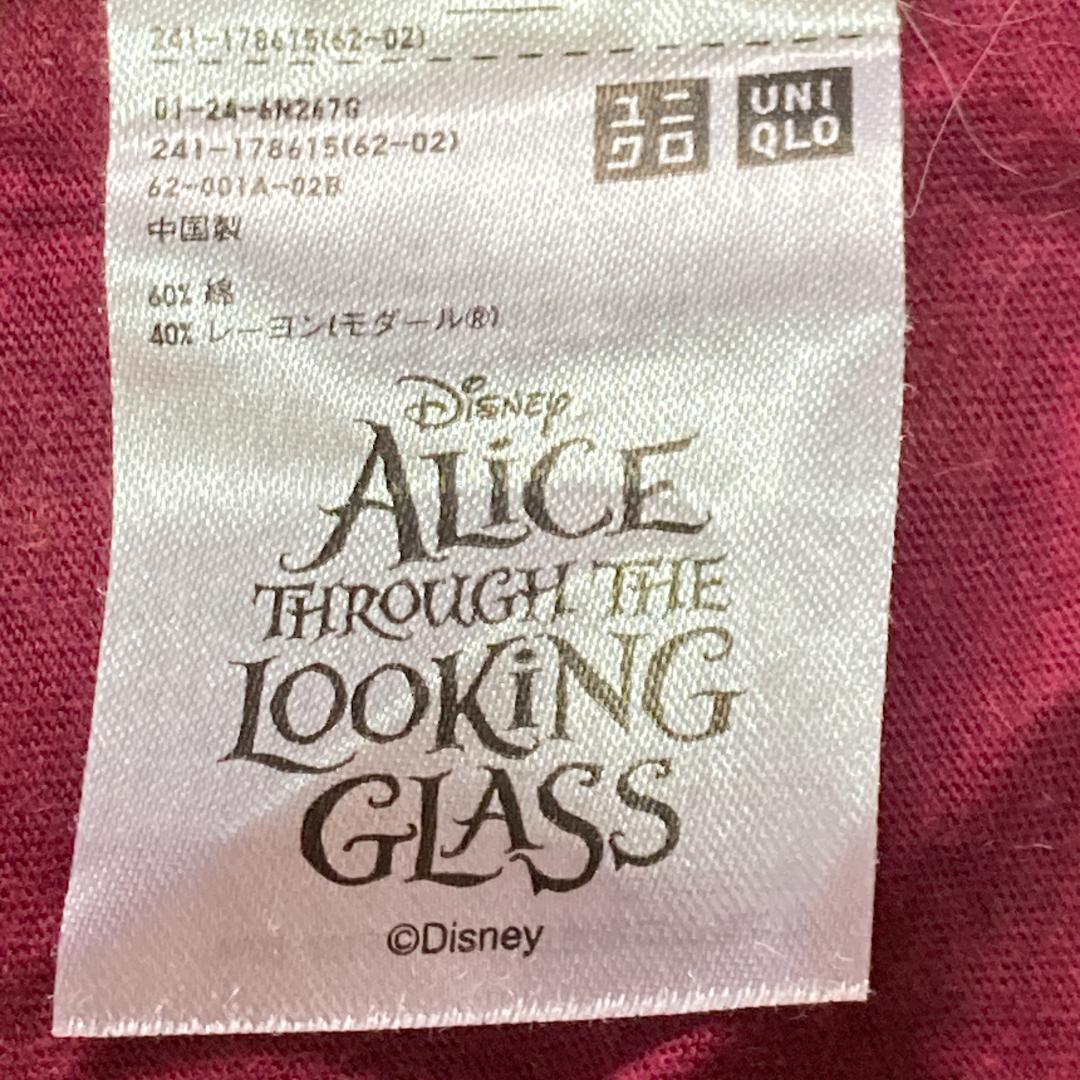 241-178615(62-02)
01-24-6N267G
241-178615(62-02)
62-001A-02B
中国製
60% 綿
40% レーヨン(モダール®)
ユニ
クロ
UNI
QLO
Disney
ALiCE
THROUGH THE
LOOKiNG
GLASS
©Disney